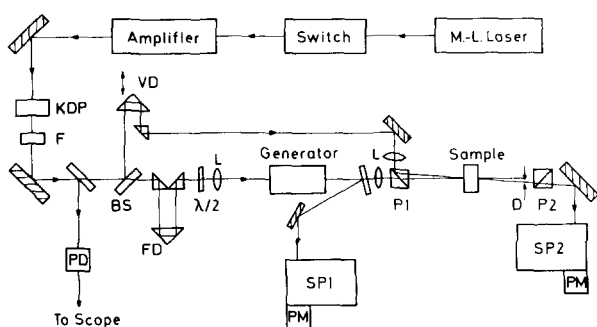 Amplifier
Switch
M.-L. Laser
VD
KDP
F
BS
FD
λ/2
L
Generator
L
P1
Sample
D
P2
PD
To Scope
SP1
PM
SP2
PM